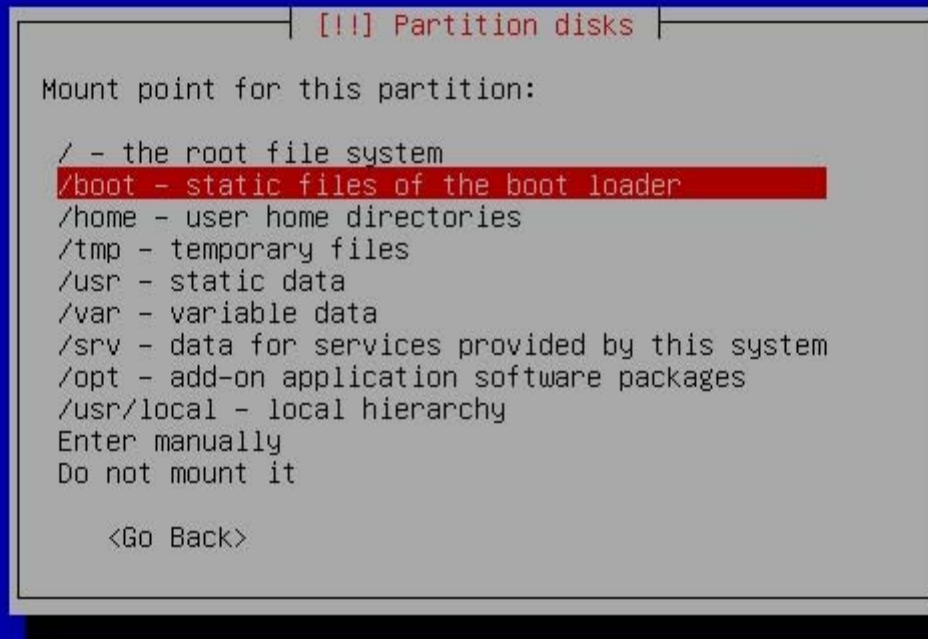 [!!] Partition disks
Mount point for this partition:
/ – the root file system
/boot – static files of the boot loader
/home – user home directories
/tmp – temporary files
/usr – static data
/var – variable data
/srv – data for services provided by this system
/opt – add-on application software packages
/usr/local – local hierarchy
Enter manually
Do not mount it
<Go Back>